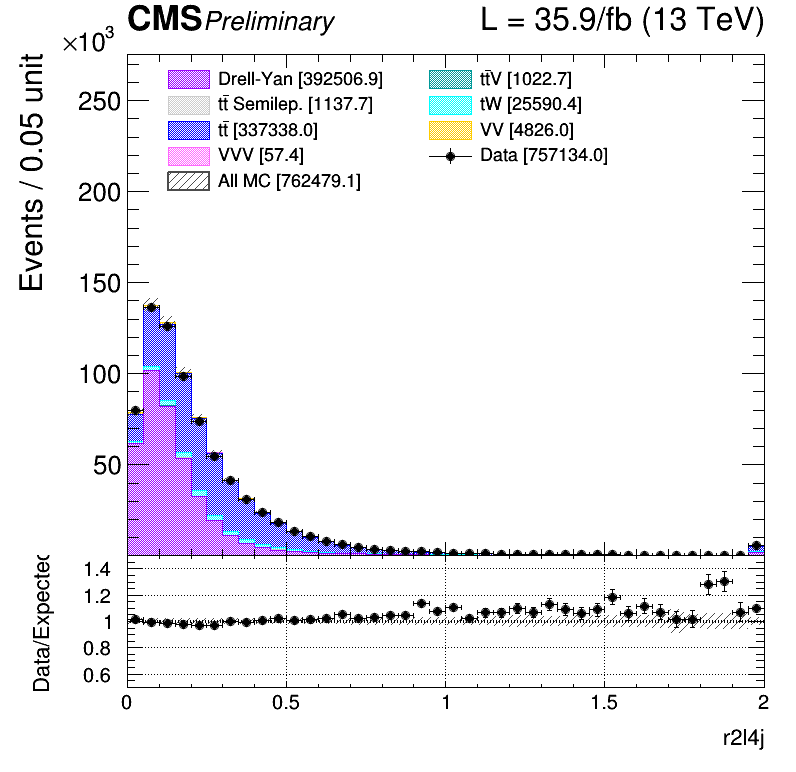 CMS Preliminary L = 35.9/fb (13 TeV)
×10³
Events / 0.05 unit
250
200
150
100
50
Drell-Yan [392506.9]
tt̄ Semilep. [1137.7]
tt̄ [337338.0]
VVV [57.4]
All MC [762479.1]
tt̄V [1022.7]
tW [25590.4]
VV [4826.0]
Data [757134.0]
Data/Expected
1.4
1.2
1
0.8
0.6
0 0.5 1 1.5 2
r2l4j